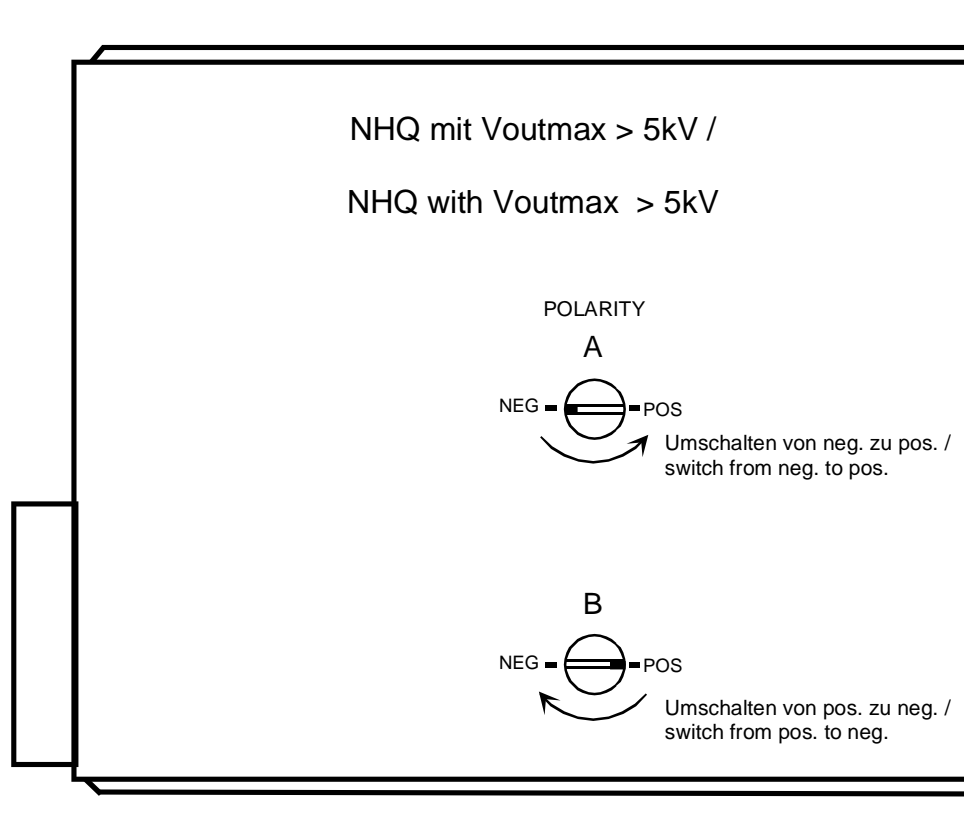 NHQ mit Voutmax > 5kV /
NHQ with Voutmax > 5kV
POLARITY
A
NEG POS
Umschalten von neg. zu pos. /
switch from neg. to pos.
B
NEG POS
Umschalten von pos. zu neg. /
switch from pos. to neg.